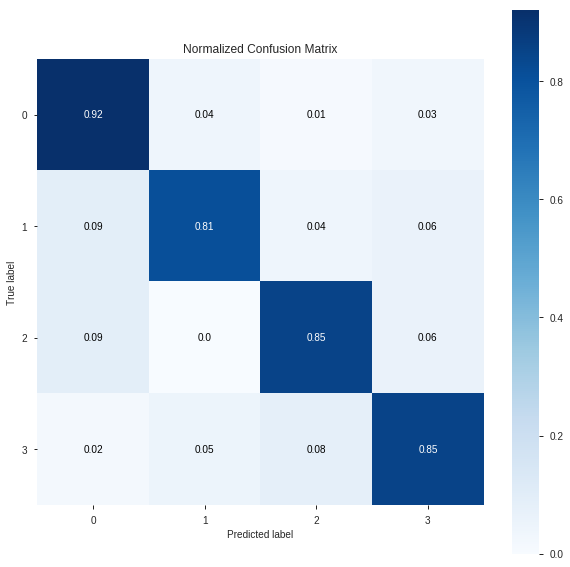 Normalized Confusion Matrix
0 0.92 0.04 0.01 0.03
1 0.09 0.81 0.04 0.06
2 0.09 0.0 0.85 0.06
3 0.02 0.05 0.08 0.85
0 1 2 3
True label
Predicted label
0.8
0.6
0.4
0.2
0.0